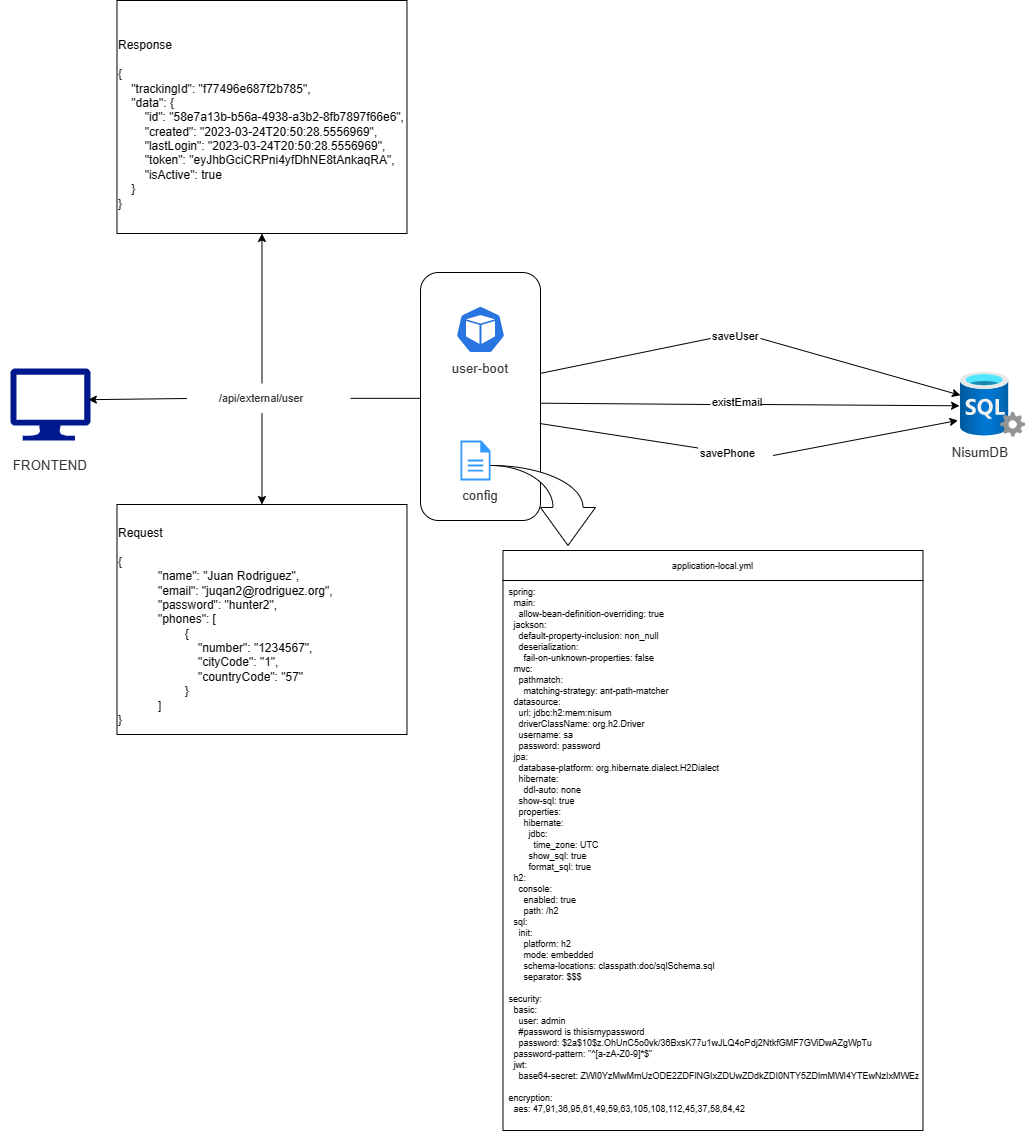 Response
{
"trackingId": "f77496e687f2b785",
"data": {
"id": "58e7a13b-b56a-4938-a3b2-8fb7897f66e6",
"created": "2023-03-24T20:50:28.5556969",
"lastLogin": "2023-03-24T20:50:28.5556969",
"token": "eyJhbGciCRPni4yfDhNE8tAnkaqRA",
"isActive": true
}
}
user-boot
saveUser
/api/external/user
existEmail
SQL
savePhone
NisumDB
FRONTEND
config
Request
{
"name": "Juan Rodriguez",
"email": "juqan2@rodriguez.org",
"password": "hunter2",
"phones": [
{
"number": "1234567",
"cityCode": "1",
"countryCode": "57"
}
]
}
application-local.yml
spring:
main:
allow-bean-definition-overriding: true
jackson:
default-property-inclusion: non_null
deserialization:
fail-on-unknown-properties: false
mvc:
pathmatch:
matching-strategy: ant-path-matcher
datasource:
url: jdbc:h2:mem:nisum
driverClassName: org.h2.Driver
username: sa
password: password
jpa:
database-platform: org.hibernate.dialect.H2Dialect
hibernate:
ddl-auto: none
show-sql: true
properties:
hibernate:
jdbc:
time_zone: UTC
show_sql: true
format_sql: true
h2:
console:
enabled: true
path: /h2
sql:
init:
platform: h2
mode: embedded
schema-locations: classpath:doc/sqlSchema.sql
separator: $$$
security:
basic:
user: admin
#password is thisismypassword
password: $2a$10$z.OhUnC5o0vk/36BxsK77u1wJLQ4oPdj2NtkfGMF7GViDwAZgWpTu
password-pattern: "^[a-zA-Z0-9]*$"
jwt:
base64-secret: ZWI0YzMwMmUzODE2ZDFlNGIxZDUwZDdkZDI0NTY5ZDlmMWI4YTEwNzIxMWEz
encryption:
aes: 47,91,36,95,61,49,59,63,105,108,112,45,37,58,64,42